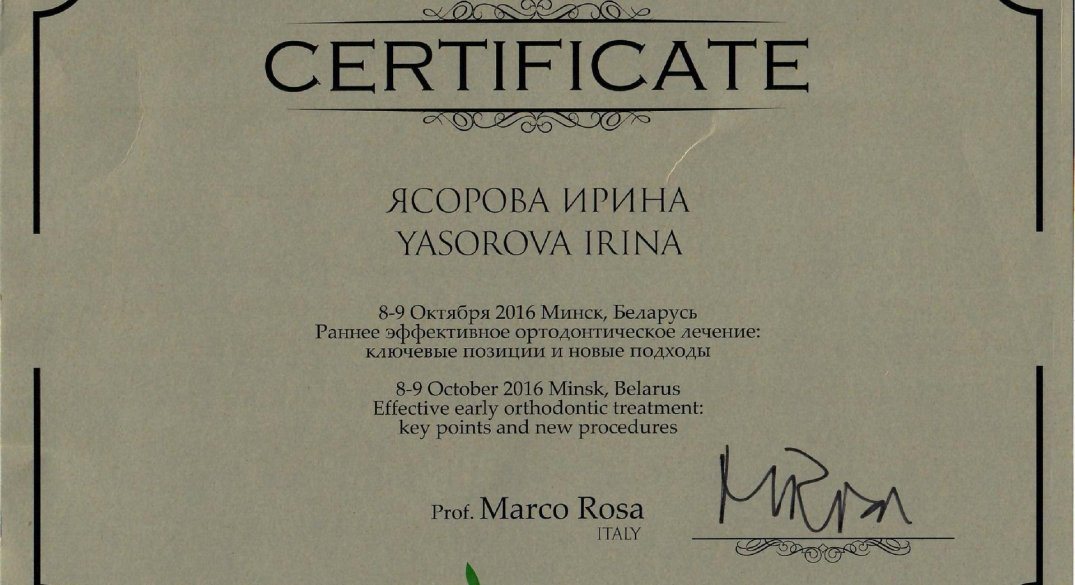 CERTIFICATE
ЯСОРОВА ИРИНА
YASOROVA IRINA
8-9 Октября 2016 Минск, Беларусь
Раннее эффективное ортодонтическое лечение:
ключевые позиции и новые подходы
8-9 October 2016 Minsk, Belarus
Effective early orthodontic treatment:
key points and new procedures
Prof. Marco Rosa
ITALY